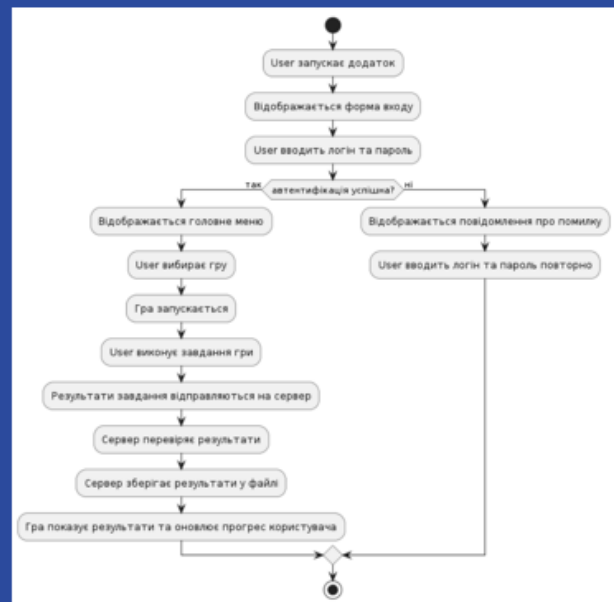 User запускає додаток
Відображається форма входу
User вводить логін та пароль
так
автентифікація успішна?
ні
Відображається головне меню
User вибирає гру
Гра запускається
User виконує завдання гри
Результати завдання відправляються на сервер
Сервер перевіряє результати
Сервер зберігає результати у файлі
Гра показує результати та оновлює прогрес користувача
Відображається повідомлення про помилку
User вводить логін та пароль повторно